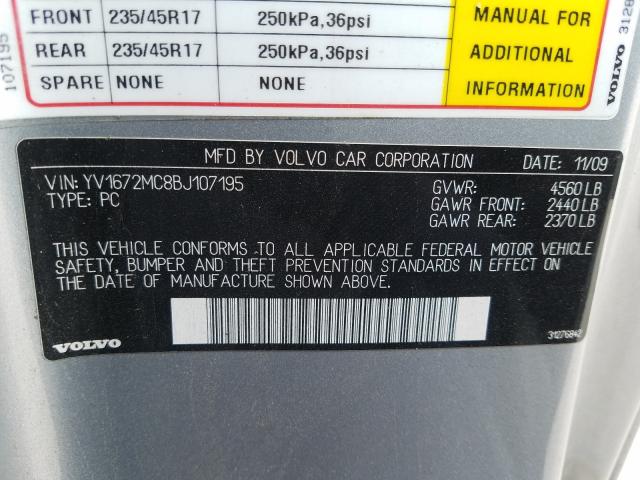 FRONT 235/45R17 250kPa,36psi
REAR 235/45R17 250kPa,36psi
SPARE NONE NONE
MANUAL FOR
ADDITIONAL
INFORMATION
107195
VOLVO 3128
MFD BY VOLVO CAR CORPORATION DATE: 11/09
VIN: YV1672MC8BJ107195
TYPE: PC
GVWR: 4560 LB
GAWR FRONT: 2440 LB
GAWR REAR: 2370 LB
THIS VEHICLE CONFORMS TO ALL APPLICABLE FEDERAL MOTOR VEHICLE
SAFETY, BUMPER AND THEFT PREVENTION STANDARDS IN EFFECT ON
THE DATE OF MANUFACTURE SHOWN ABOVE.
VOLVO
31276842